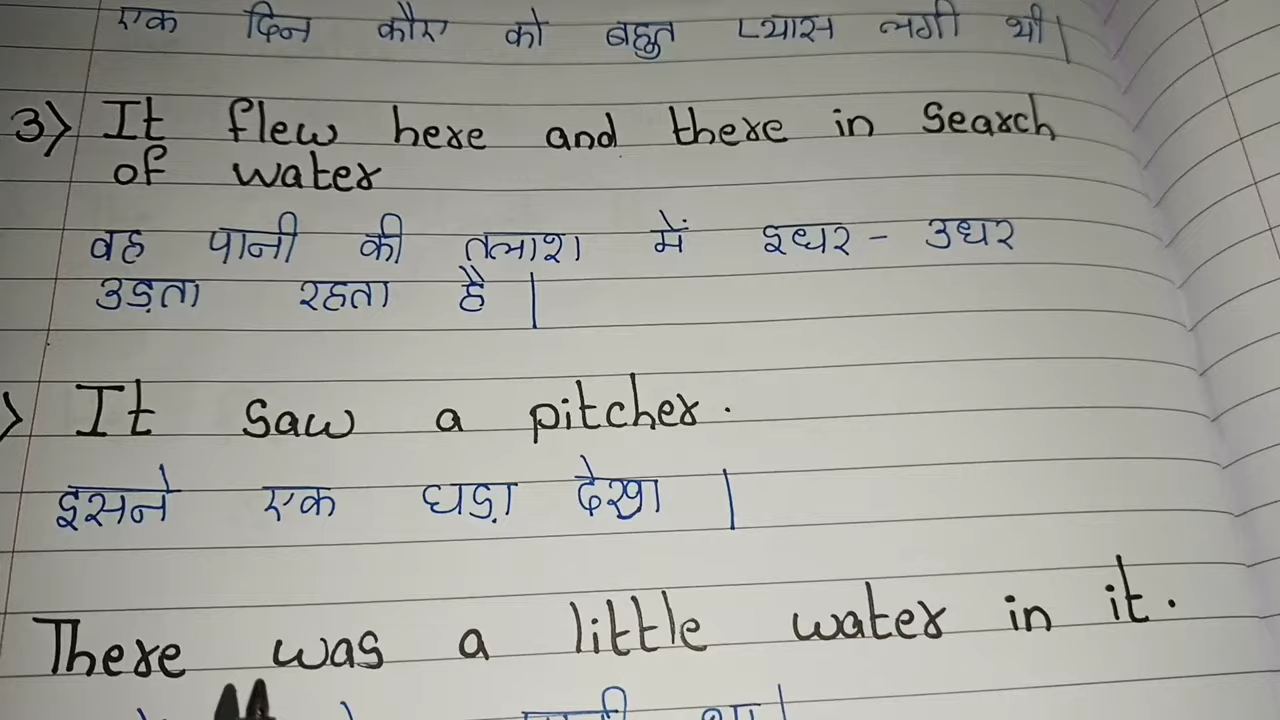 एक दिन कौए को बहुत प्यास लगी थी|
3) It flew here and there in Search
of water
वह पानी की तलाश में इधर - उधर
उड़ता रहता है |
) It Saw a pitcher.
इसने एक घड़ा देखा |
There was a little water in it.